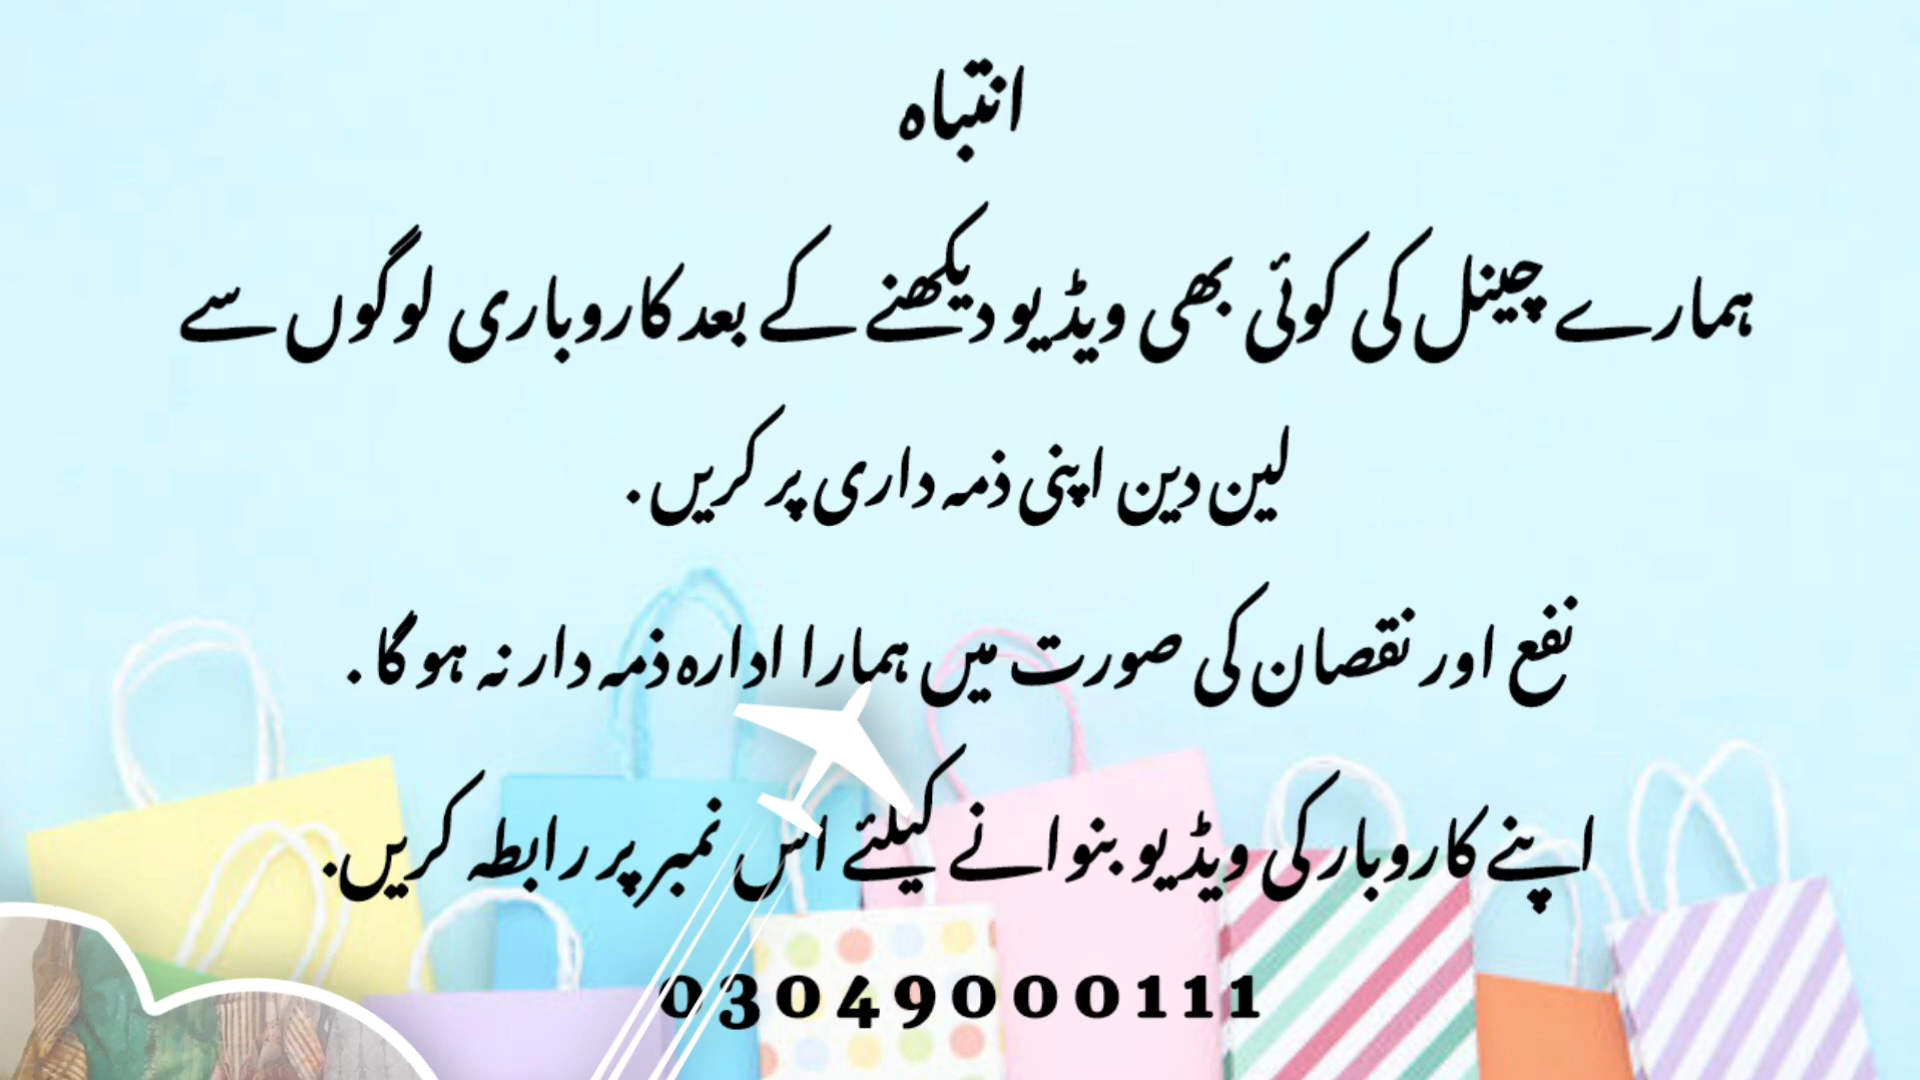 انتباہ
ہمارے چینل کی کوئی بھی ویڈیو دیکھنے کے بعد کاروباری لوگوں سے
لین دین اپنی ذمہ داری پر کریں .
نفع اور نقصان کی صورت میں ہمارا ادارہ ذمہ دار نہ ہو گا .
اپنے کاروبار کی ویڈیو بنوانے کیلئے اس نمبر پر رابطہ کریں.
03049000111